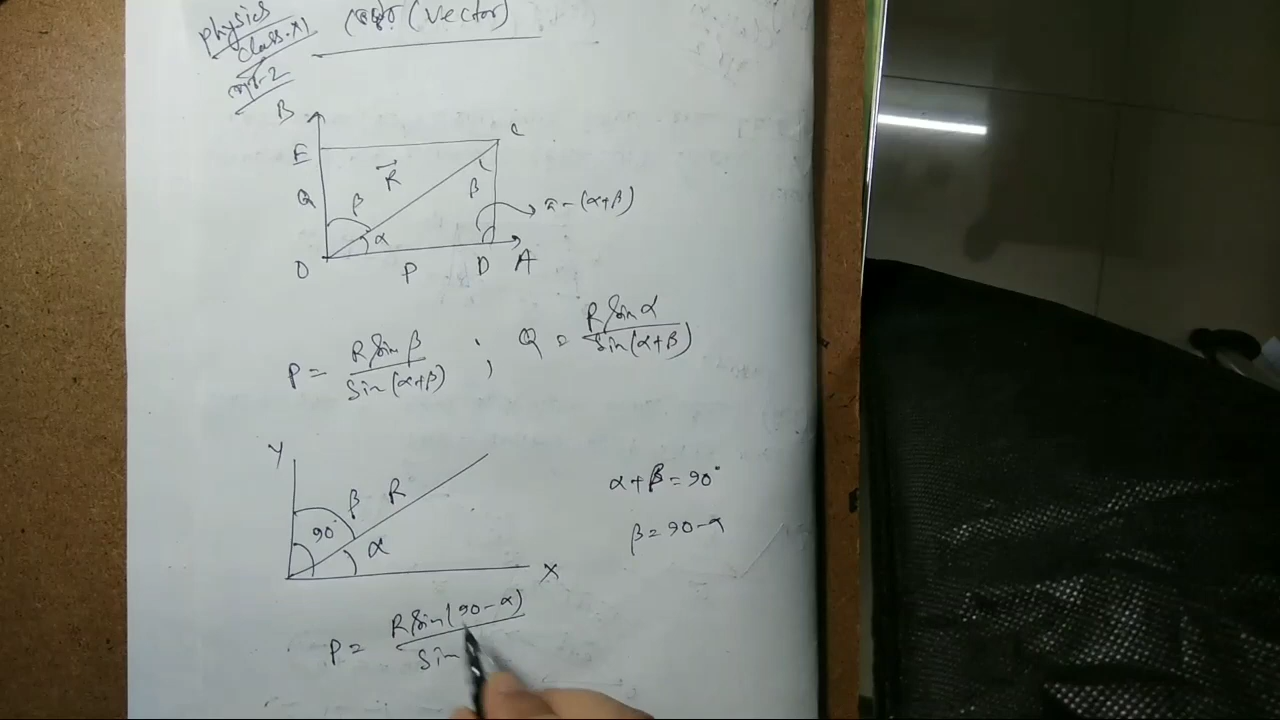 Physics
Class-XI
(Vector)
B
E
C
R
Q
β
β
π-(α+β)
α
O
P
D
A
P = R Sin β / Sin (α+β) ; Q = R Sin α / Sin (α+β)
Y
β
R
α+β = 90°
90°
α
β = 90-α
X
P = R Sin (90-α) / Sin